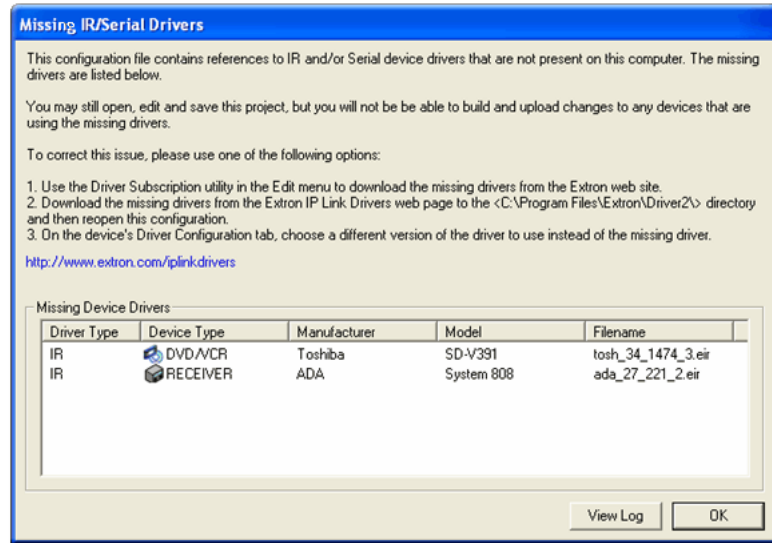 Missing IR/Serial Drivers
This configuration file contains references to IR and/or Serial device drivers that are not present on this computer. The missing
drivers are listed below.
You may still open, edit and save this project, but you will not be be able to build and upload changes to any devices that are
using the missing drivers.
To correct this issue, please use one of the following options:
1. Use the Driver Subscription utility in the Edit menu to download the missing drivers from the Extron web site.
2. Download the missing drivers from the Extron IP Link Drivers web page to the <C:\Program Files\Extron\Driver2\> directory
and then reopen this configuration.
3. On the device's Driver Configuration tab, choose a different version of the driver to use instead of the missing driver.
http://www.extron.com/iplinkdrivers
Missing Device Drivers
Driver Type Device Type Manufacturer Model Filename
IR DVD/VCR Toshiba SD-V391 tosh_34_1474_3.eir
IR RECEIVER ADA System 808 ada_27_221_2.eir
View Log OK